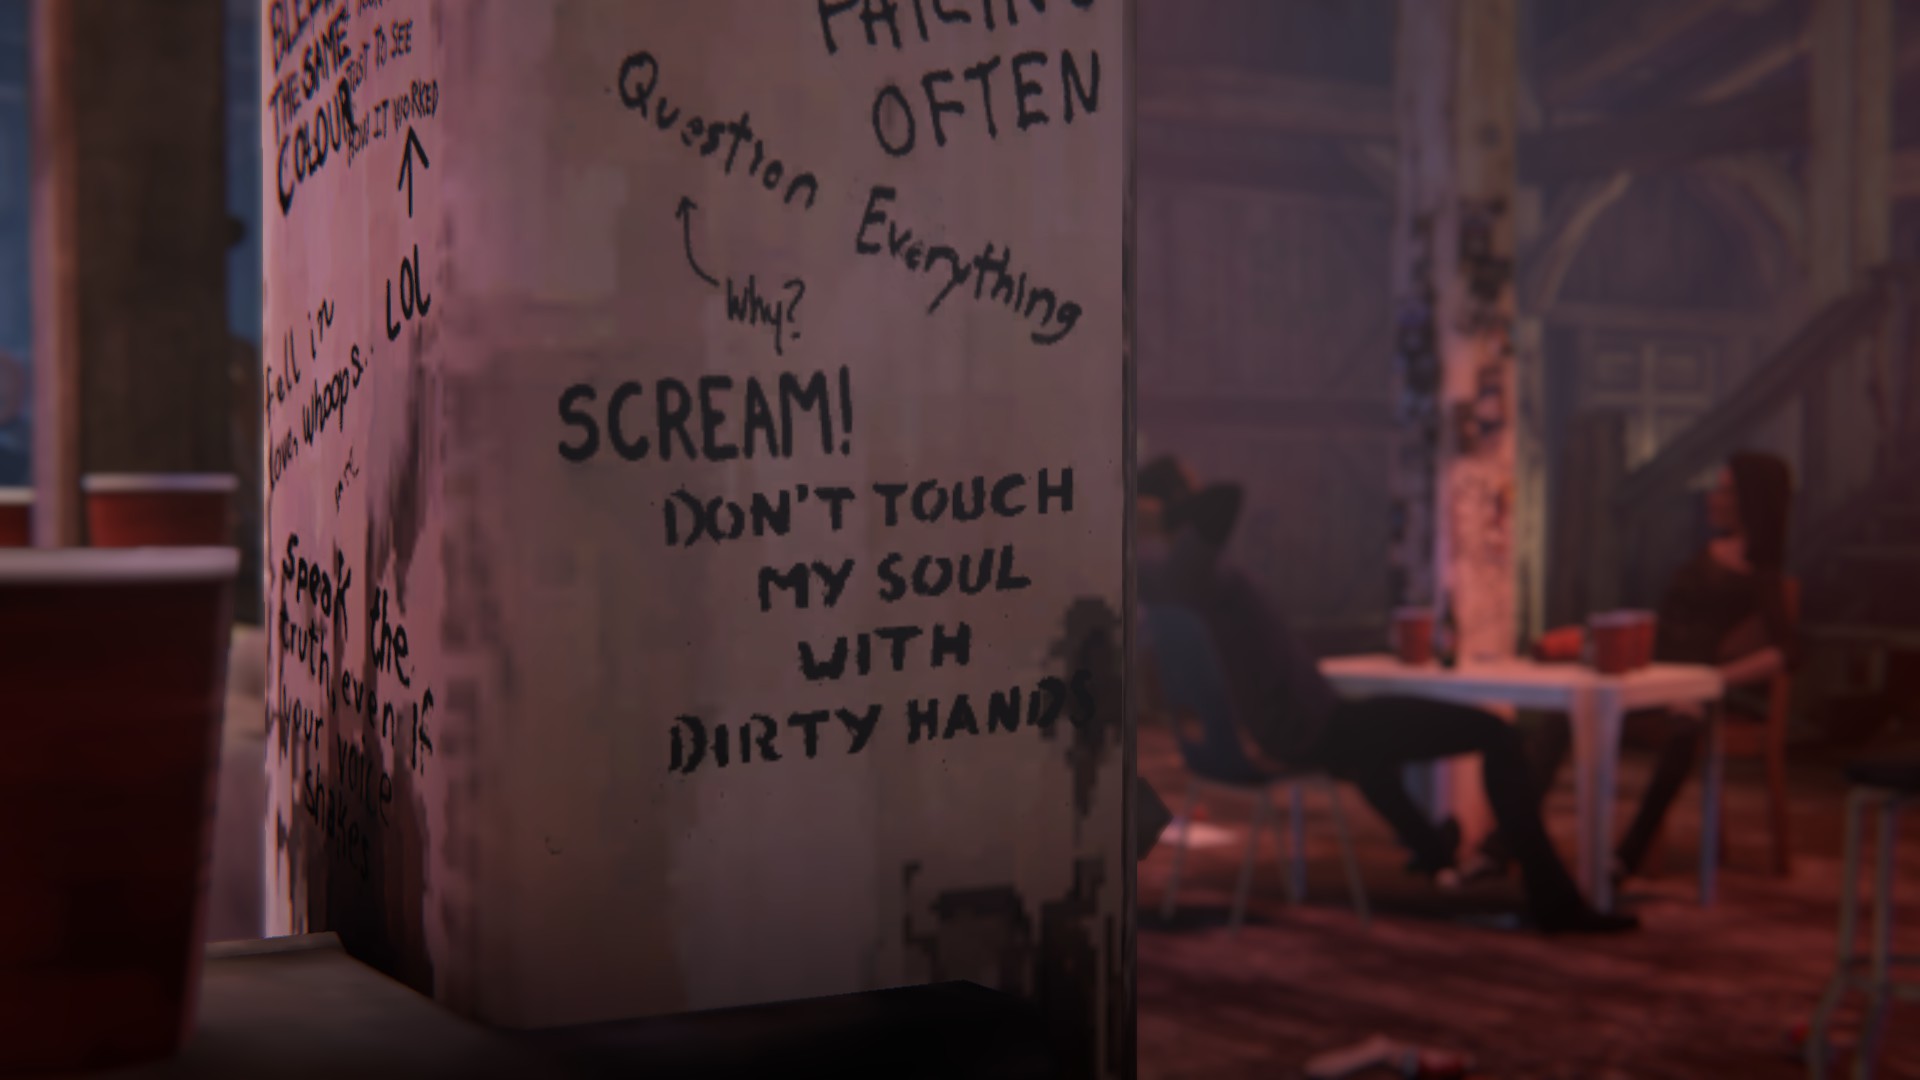 THE SAME
COLOUR
JUST TO SEE
HOW IT WORKED
LOL
fell in
love, whoops..
Speak the
truth, even if
your voice
shakes
OFTEN
Question
Everything
Why?
SCREAM!
DON'T TOUCH
MY SOUL
WITH
DIRTY HANDS